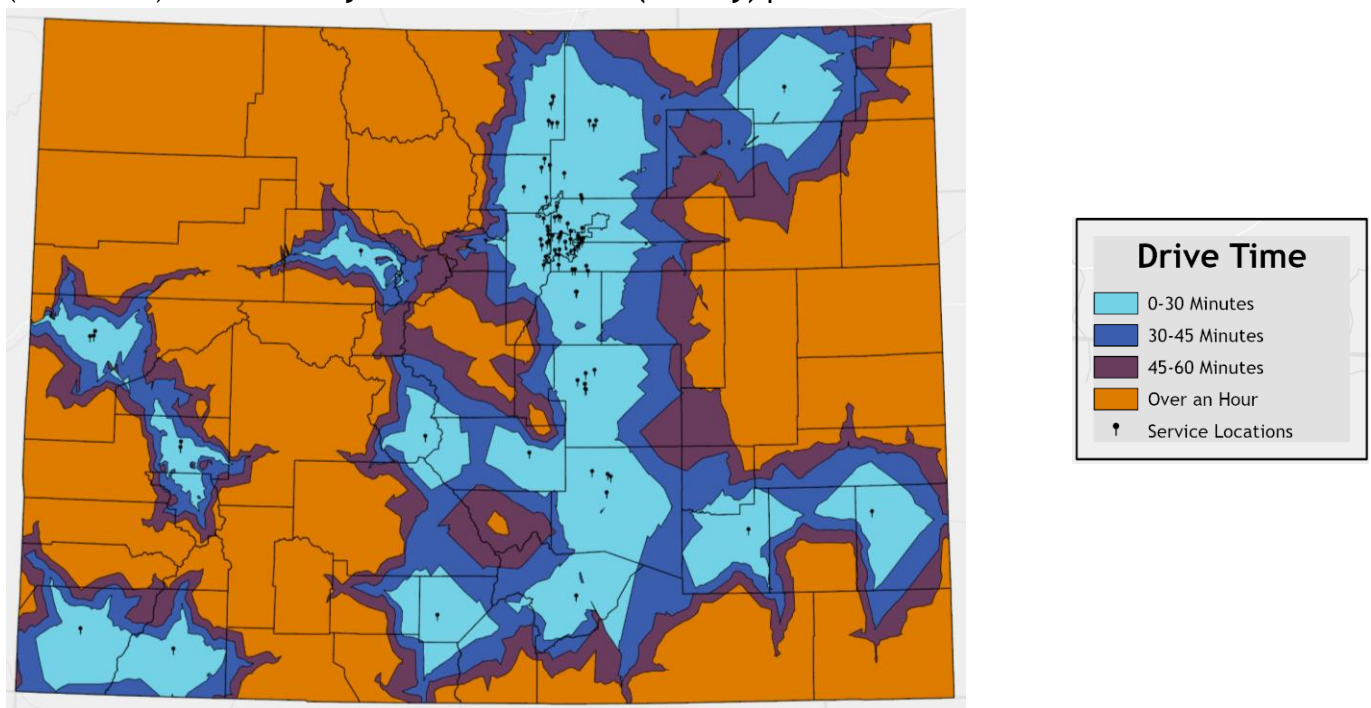 Drive Time
0-30 Minutes
30-45 Minutes
45-60 Minutes
Over an Hour
Service Locations